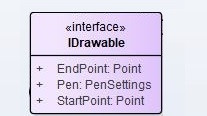 «interface»
IDrawable
+ EndPoint: Point
+ Pen: PenSettings
+ StartPoint: Point